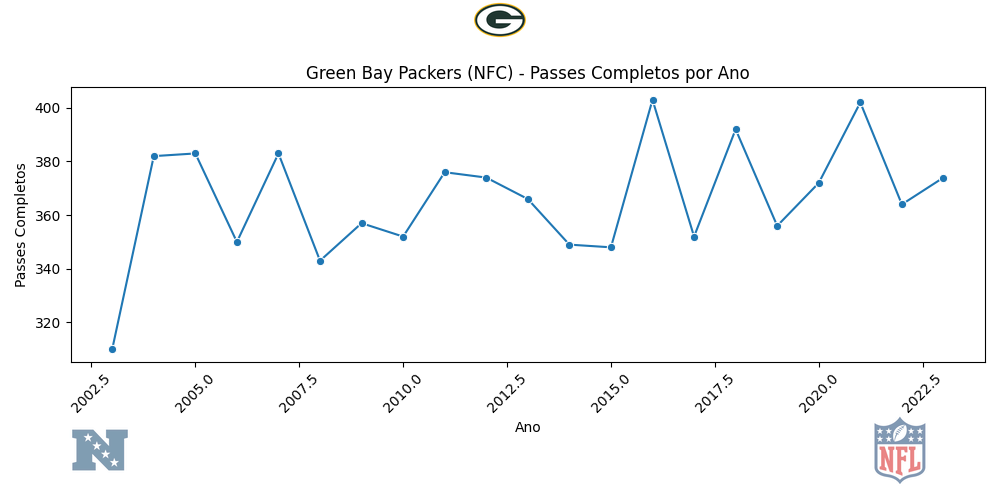 G
Green Bay Packers (NFC) - Passes Completos por Ano
Passes Completos
400
380
360
340
320
2002.5
2005.0
2007.5
2010.0
2012.5
2015.0
2017.5
2020.0
2022.5
Ano
N
NFL